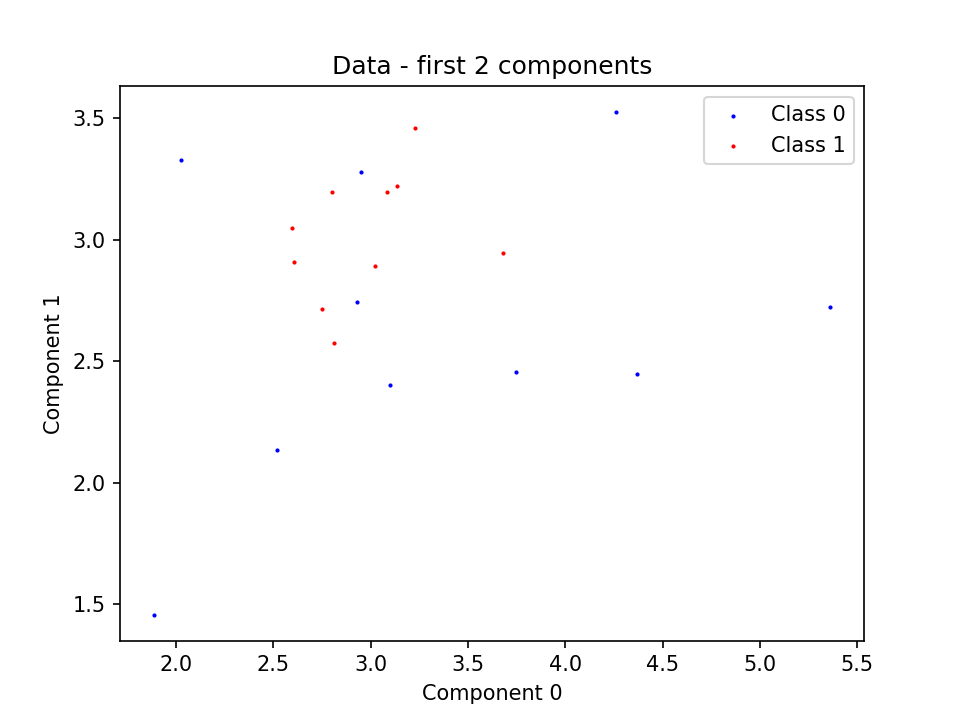 Data - first 2 components
Class 0
Class 1
3.5
3.0
2.5
2.0
1.5
Component 1
2.0 2.5 3.0 3.5 4.0 4.5 5.0 5.5
Component 0